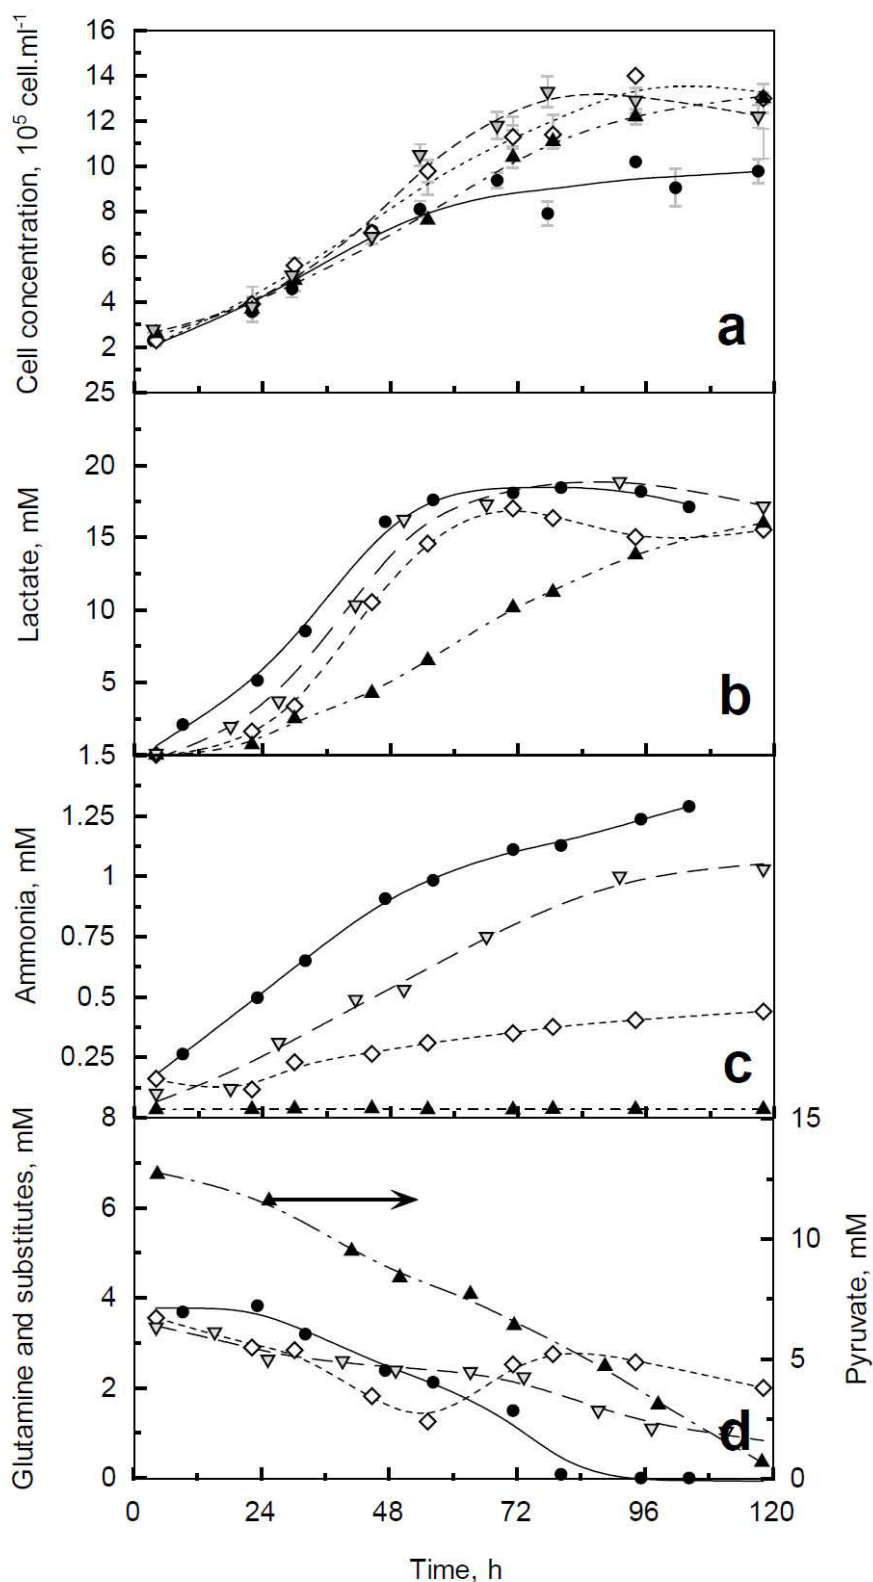 Cell concentration, 10⁵ cell.ml⁻¹
16
14
12
10
8
6
4
2
a
Lactate, mM
25
20
15
10
5
b
Ammonia, mM
1.5
1.25
1
0.75
0.5
0.25
c
Glutamine and substitutes, mM
8
6
4
2
0
d
15
10
5
0
Pyruvate, mM
0 24 48 72 96 120
Time, h